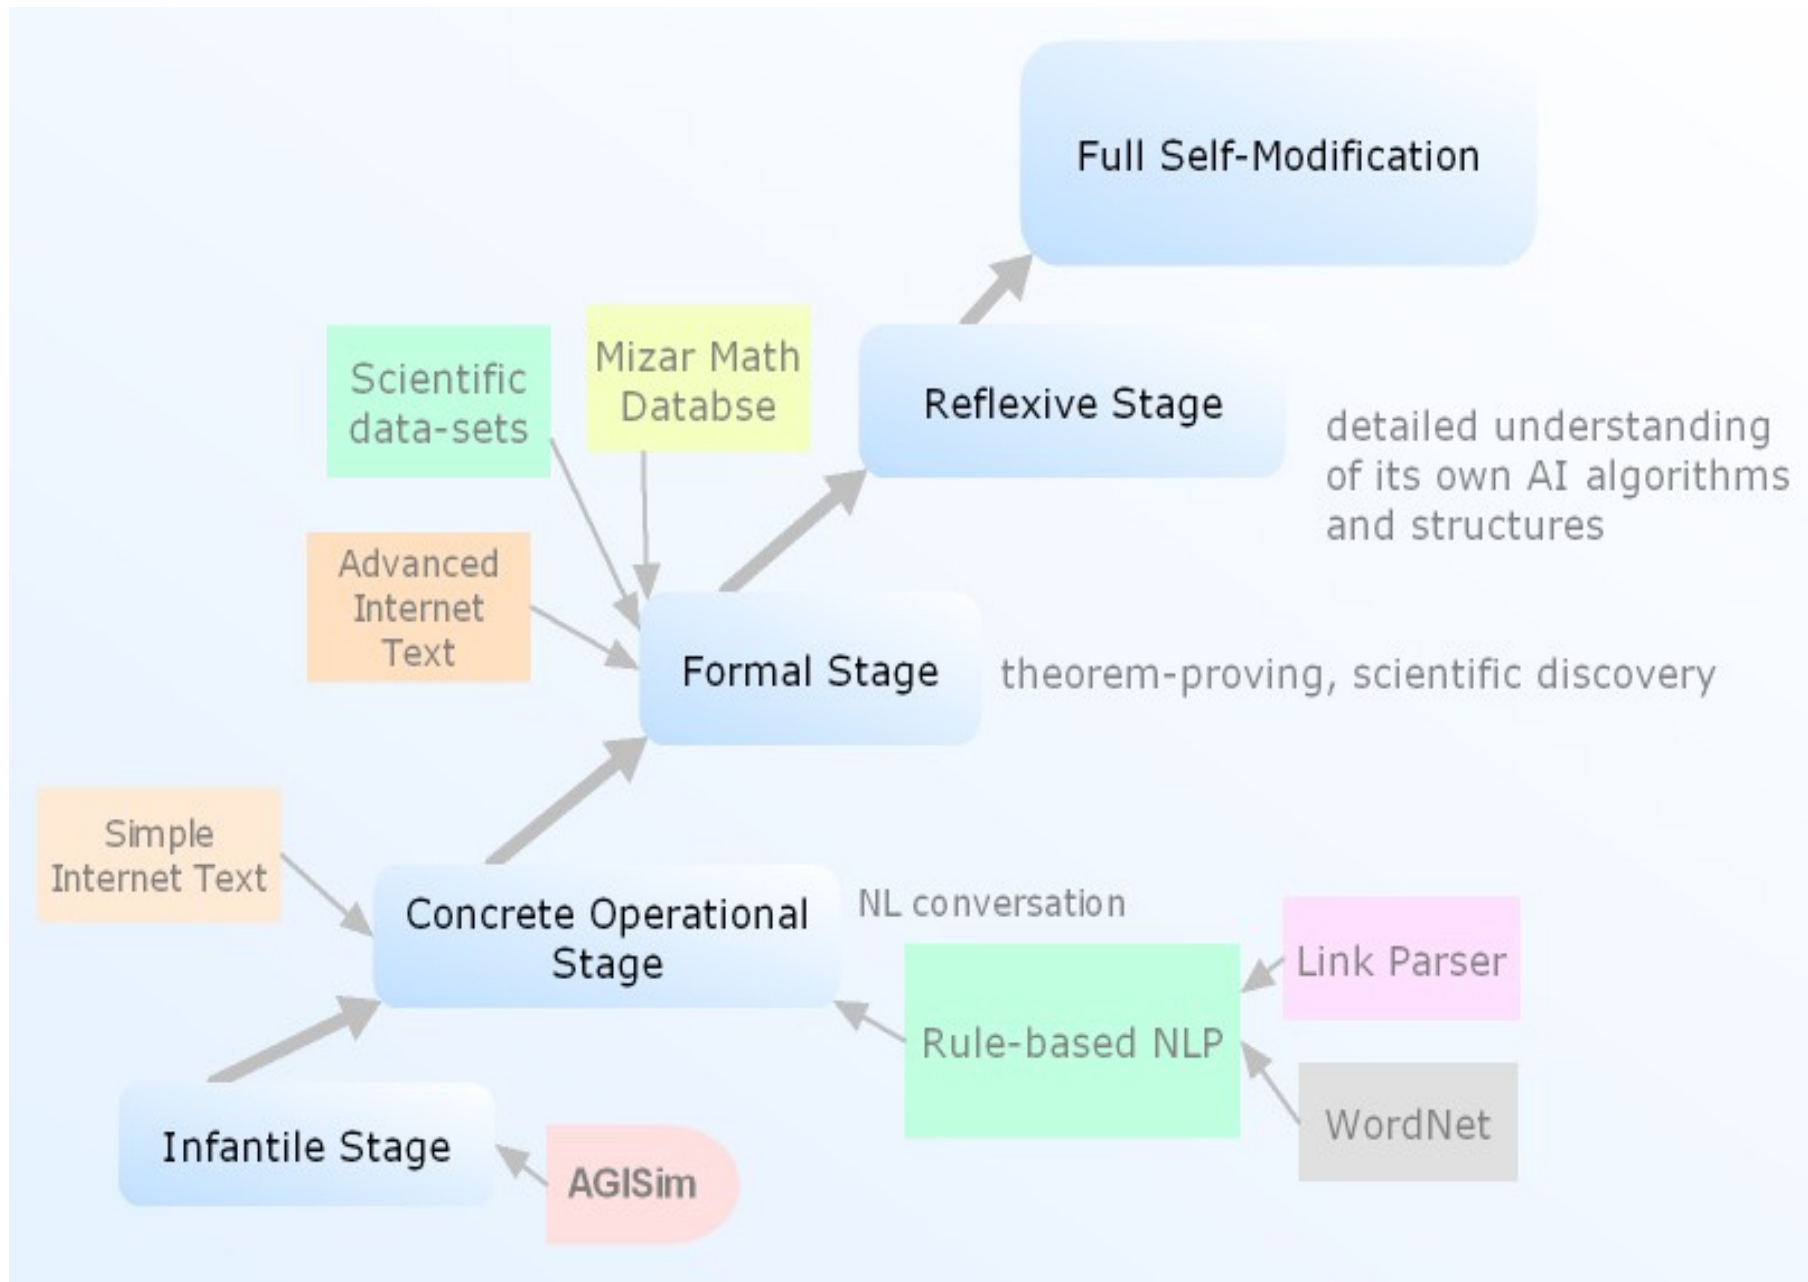 Full Self-Modification
Scientific
data-sets
Mizar Math
Databse
Reflexive Stage
detailed understanding
of its own AI algorithms
and structures
Advanced
Internet
Text
Formal Stage
theorem-proving, scientific discovery
Simple
Internet Text
Concrete Operational
Stage
NL conversation
Link Parser
Rule-based NLP
WordNet
Infantile Stage
AGISim